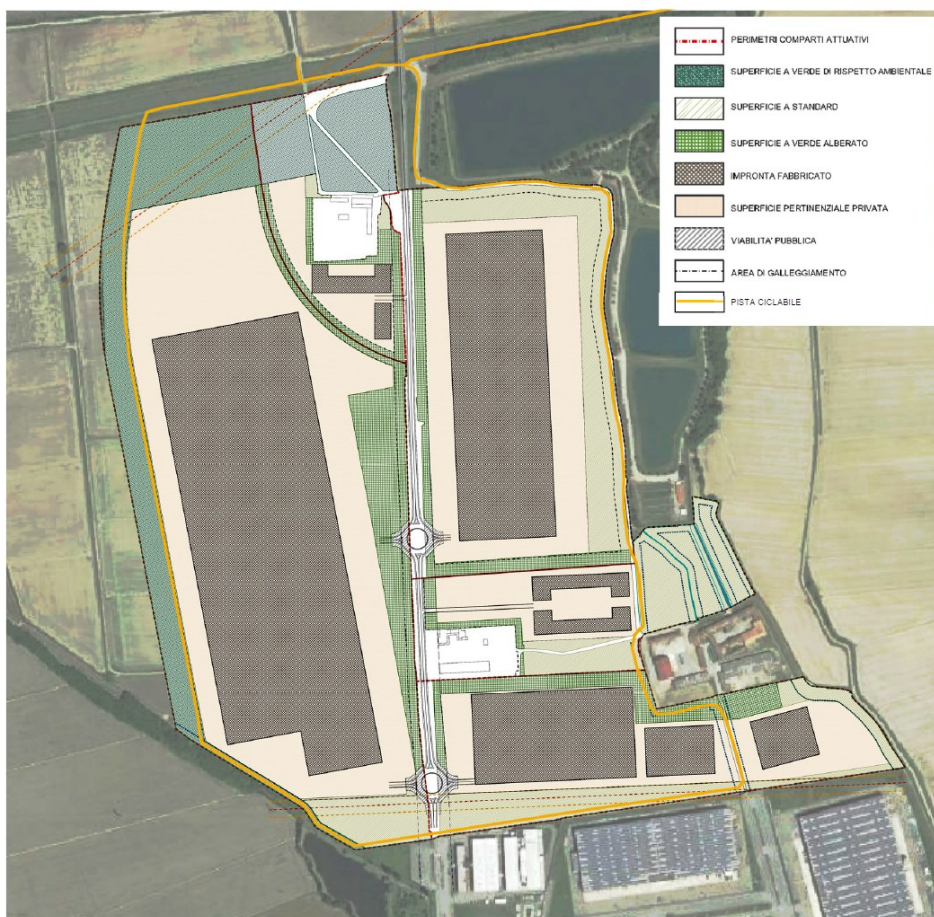 PERIMETRI COMPARTI ATTUATIVI
SUPERFICIE A VERDE DI RISPETTO AMBIENTALE
SUPERFICIE A STANDARD
SUPERFICIE A VERDE ALBERATO
IMPRONTA FABBRICATO
SUPERFICIE PERTINENZIALE PRIVATA
VIABILITA' PUBBLICA
AREA DI GALLEGGIAMENTO
PISTA CICLABILE